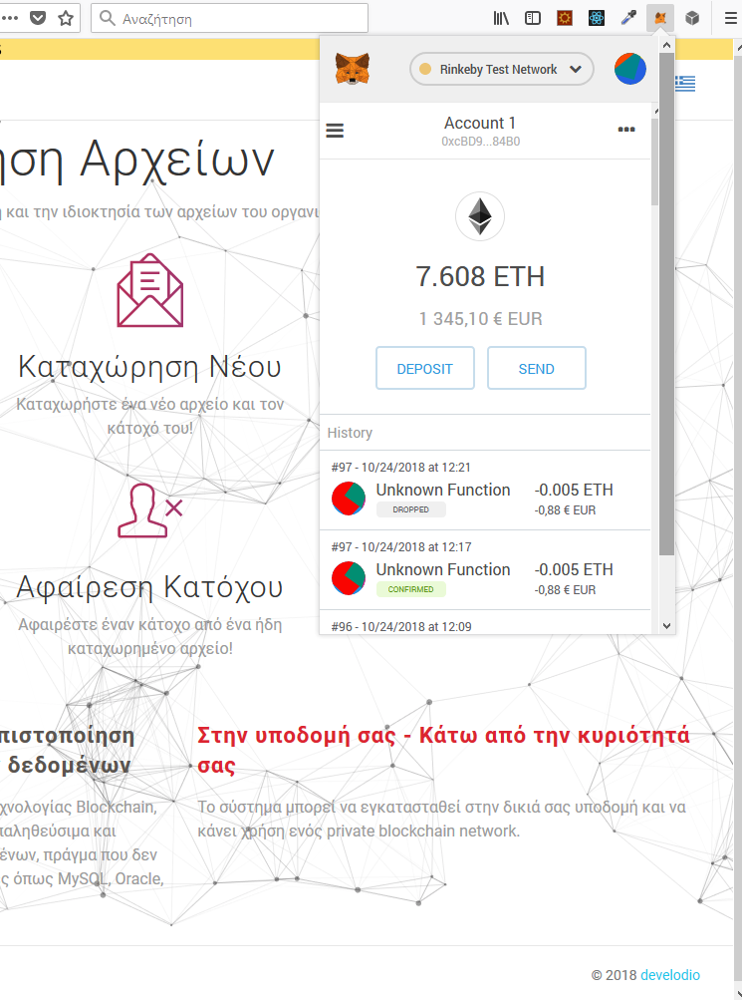 Αναζήτηση
Rinkeby Test Network
Account 1
0xcBD9...84B0
7.608 ETH
1 345,10 € EUR
DEPOSIT
SEND
History
#97 - 10/24/2018 at 12:21
Unknown Function
-0.005 ETH
DROPPED
-0,88 € EUR
#97 - 10/24/2018 at 12:17
Unknown Function
-0.005 ETH
CONFIRMED
-0,88 € EUR
#96 - 10/24/2018 at 12:09
ηση Αρχείων
η και την ιδιοκτησία των αρχείων του οργανι
Καταχώρηση Νέου
Καταχωρήστε ένα νέο αρχείο και τον
κάτοχό του!
Αφαίρεση Κατόχου
Αφαιρέστε έναν κάτοχο από ένα ήδη
καταχωρημένο αρχείο!
πιστοποίηση
δεδομένων
χνολογίας Blockchain,
παληθεύσιμα και
ένων, πράγμα που δεν
ς όπως MySQL, Oracle,
Στην υποδομή σας - Κάτω από την κυριότητά
σας
Το σύστημα μπορεί να εγκατασταθεί στην δικιά σας υποδομή και να
κάνει χρήση ενός private blockchain network.
© 2018 develodio